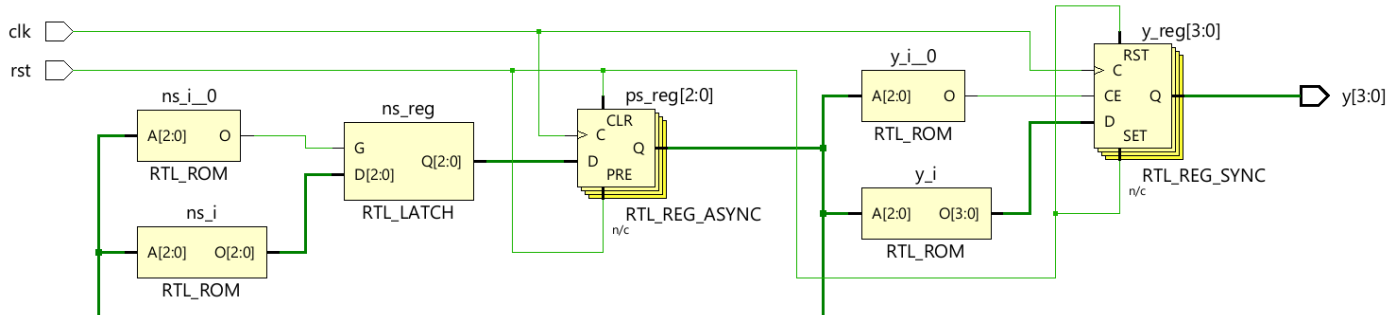 clk
rst
ns_i__0
A[2:0] O
RTL_ROM
ns_i
A[2:0] O[2:0]
RTL_ROM
ns_reg
G
D[2:0] Q[2:0]
RTL_LATCH
ps_reg[2:0]
CLR
C
D Q
PRE
RTL_REG_ASYNC
n/c
y_i__0
A[2:0] O
RTL_ROM
y_i
A[2:0] O[3:0]
RTL_ROM
y_reg[3:0]
RST
C
CE Q
D
SET
RTL_REG_SYNC
n/c
y[3:0]